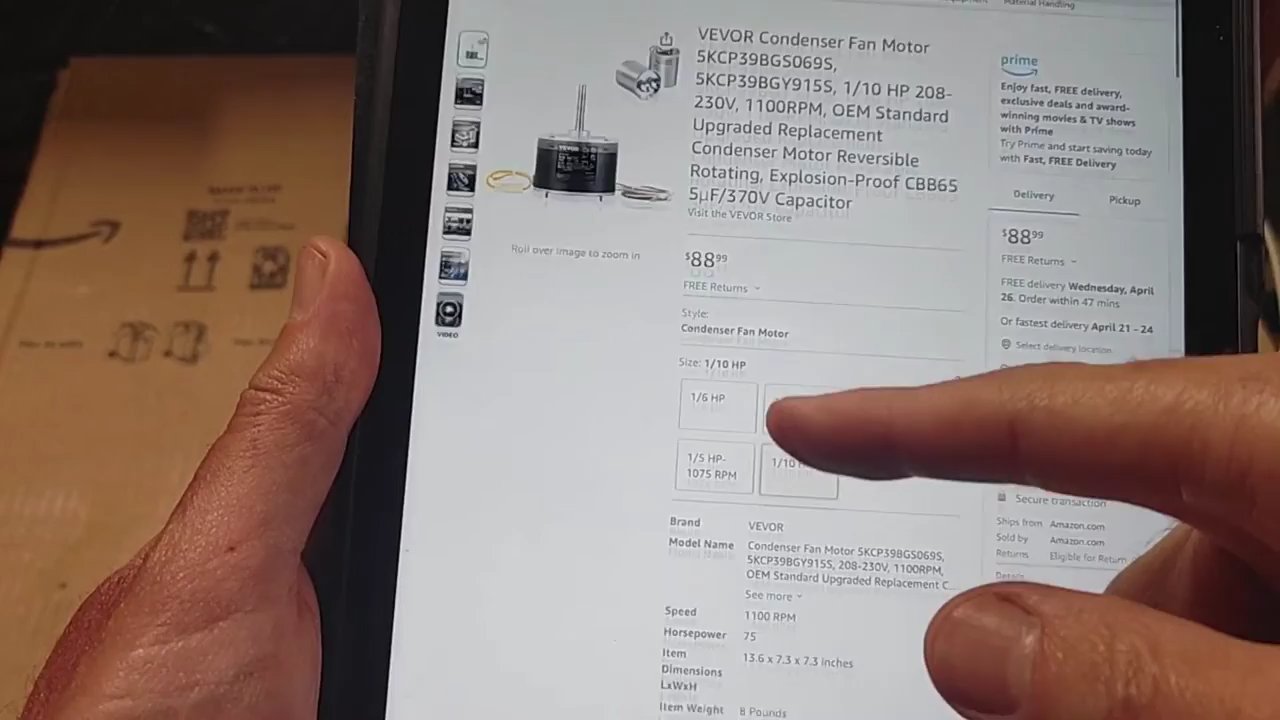 Material Handling
VEVOR Condenser Fan Motor
5KCP39BGS069S,
5KCP39BGY915S, 1/10 HP 208-
230V, 1100RPM, OEM Standard
Upgraded Replacement
Condenser Motor Reversible
Rotating, Explosion-Proof CBB65
5μF/370V Capacitor
Visit the VEVOR Store
$88 99
FREE Returns
Style:
Condenser Fan Motor
Size: 1/10 HP
1/6 HP
1/5 HP-
1075 RPM
1/10
Brand VEVOR
Model Name Condenser Fan Motor 5KCP39BGS069S,
5KCP39BGY915S, 208-230V, 1100RPM,
OEM Standard Upgraded Replacement C...
See more
Speed 1100 RPM
Horsepower 75
Item
Dimensions
LxWxH
13.6 x 7.3 x 7.3 inches
Item Weight 8 Pounds
VEVOR
Roll over image to zoom in
VIDEO
prime
Enjoy fast, FREE delivery,
exclusive deals and award-
winning movies & TV shows
with Prime
Try Prime and start saving today
with Fast, FREE Delivery
Delivery Pickup
$88 99
FREE Returns
FREE delivery Wednesday, April
26. Order within 47 mins
Or fastest delivery April 21 - 24
Select delivery location
Secure transaction
Ships from Amazon.com
Sold by Amazon.com
Returns Eligible for Return
Details